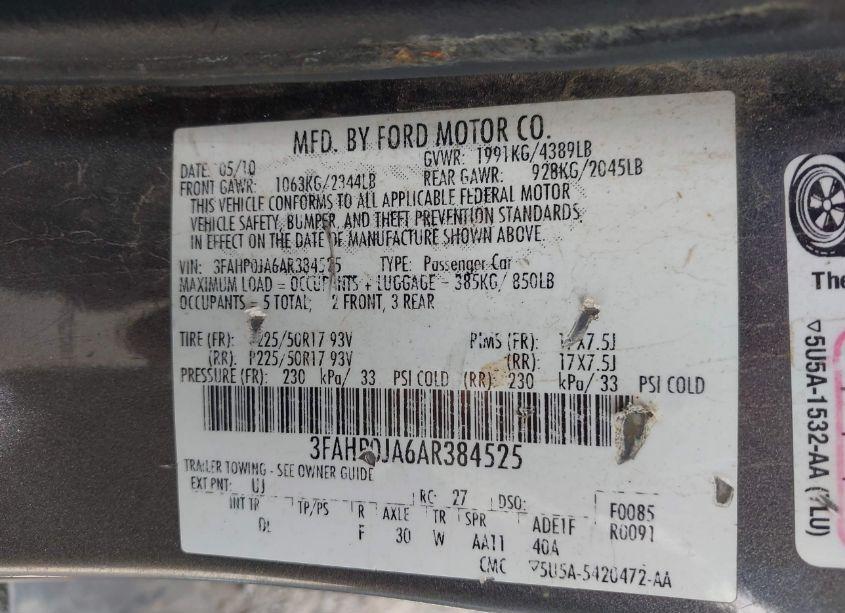 MFD. BY FORD MOTOR CO.
DATE: 05/10 GVWR: 1991KG/4389LB
FRONT GAWR: 1063KG/2344LB REAR GAWR: 928KG/2045LB
THIS VEHICLE CONFORMS TO ALL APPLICABLE FEDERAL MOTOR
VEHICLE SAFETY, BUMPER, AND THEFT PREVENTION STANDARDS
IN EFFECT ON THE DATE OF MANUFACTURE SHOWN ABOVE.
VIN: 3FAHP0JA6AR384525 TYPE: Passenger Car
MAXIMUM LOAD = OCCUPANTS + LUGGAGE = 385KG/ 850LB
OCCUPANTS = 5 TOTAL; 2 FRONT, 3 REAR
TIRE (FR): P225/50R17 93V RIMS (FR): 17X7.5J
(RR): P225/50R17 93V (RR): 17X7.5J
PRESSURE (FR): 230 kPa/ 33 PSI COLD (RR): 230 kPa/ 33 PSI COLD
3FAHP0JA6AR384525
TRAILER TOWING - SEE OWNER GUIDE
EXT PNT: UJ RC: 27 DSO: F0085
INT TR TP/PS R AXLE TR SPR ADE1F R0091
F 30 W AA11 40A
CMC ▽5U5A-5420472-AA
The
▽5U5A-1532-AA